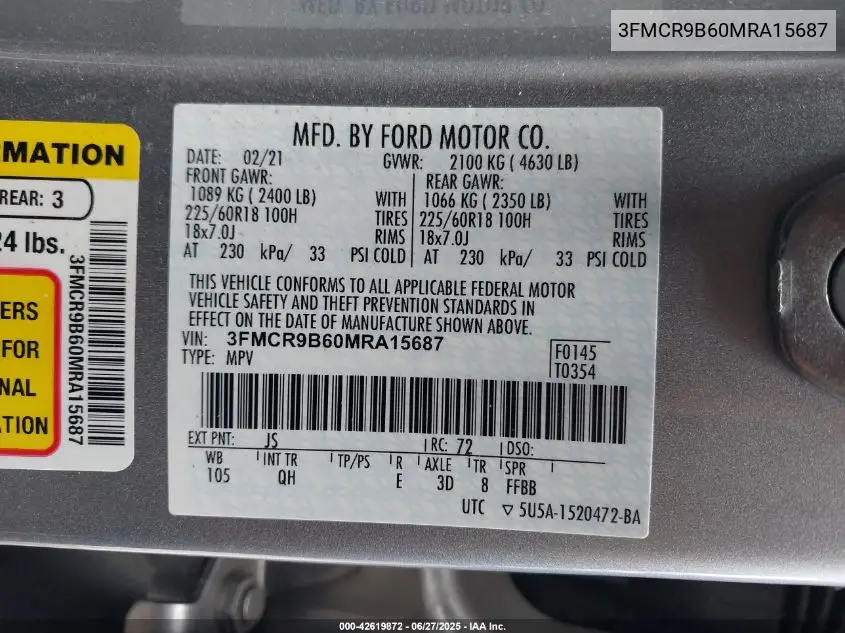 3FMCR9B60MRA15687
MFD. BY FORD MOTOR CO.
DATE: 02/21 GVWR: 2100 KG ( 4630 LB)
FRONT GAWR: REAR GAWR:
1089 KG ( 2400 LB) WITH 1066 KG ( 2350 LB) WITH
225/60R18 100H TIRES 225/60R18 100H TIRES
18x7.0J RIMS 18x7.0J RIMS
AT 230 kPa/ 33 PSI COLD AT 230 kPa/ 33 PSI COLD
THIS VEHICLE CONFORMS TO ALL APPLICABLE FEDERAL MOTOR
VEHICLE SAFETY AND THEFT PREVENTION STANDARDS IN
EFFECT ON THE DATE OF MANUFACTURE SHOWN ABOVE.
VIN: 3FMCR9B60MRA15687
TYPE: MPV
F0145
T0354
EXT PNT: JS RC: 72 DSO:
WB INT TR TP/PS R AXLE TR SPR
105 QH E 3D 8 FFBB
UTC ▽ 5U5A-1520472-BA
RMATION
REAR: 3
24 lbs.
3FMCR9B60MRA15687
ERS
FOR
NAL
TION
000-42619872 - 06/27/2025 - IAA Inc.